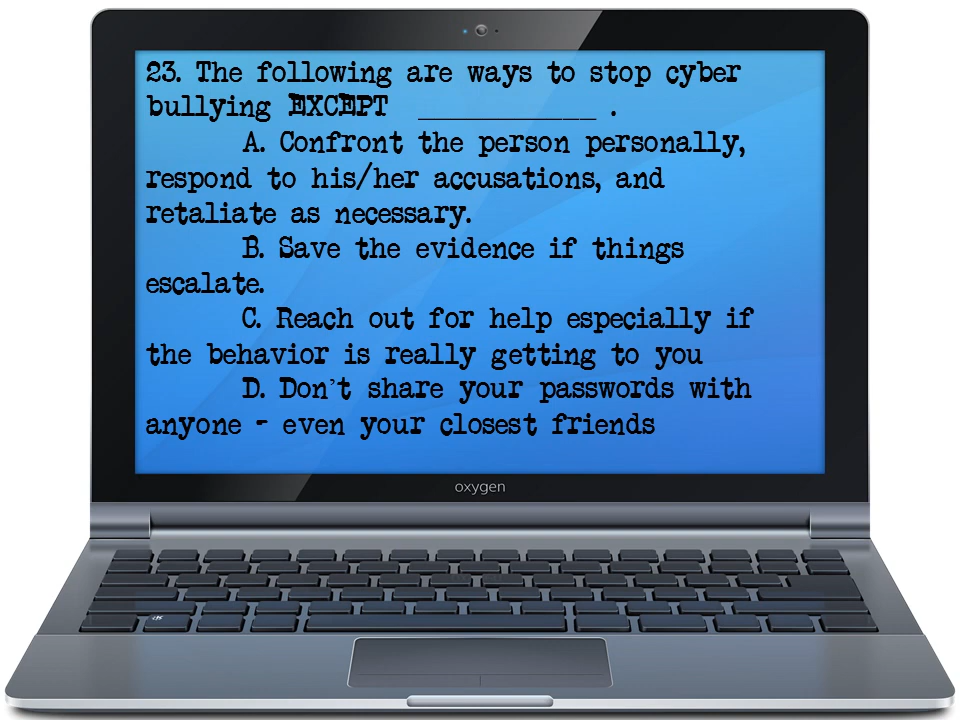 23. The following are ways to stop cyber
bullying EXCEPT ____________ .
A. Confront the person personally,
respond to his/her accusations, and
retaliate as necessary.
B. Save the evidence if things
escalate.
C. Reach out for help especially if
the behavior is really getting to you
D. Don't share your passwords with
anyone - even your closest friends
oxygen